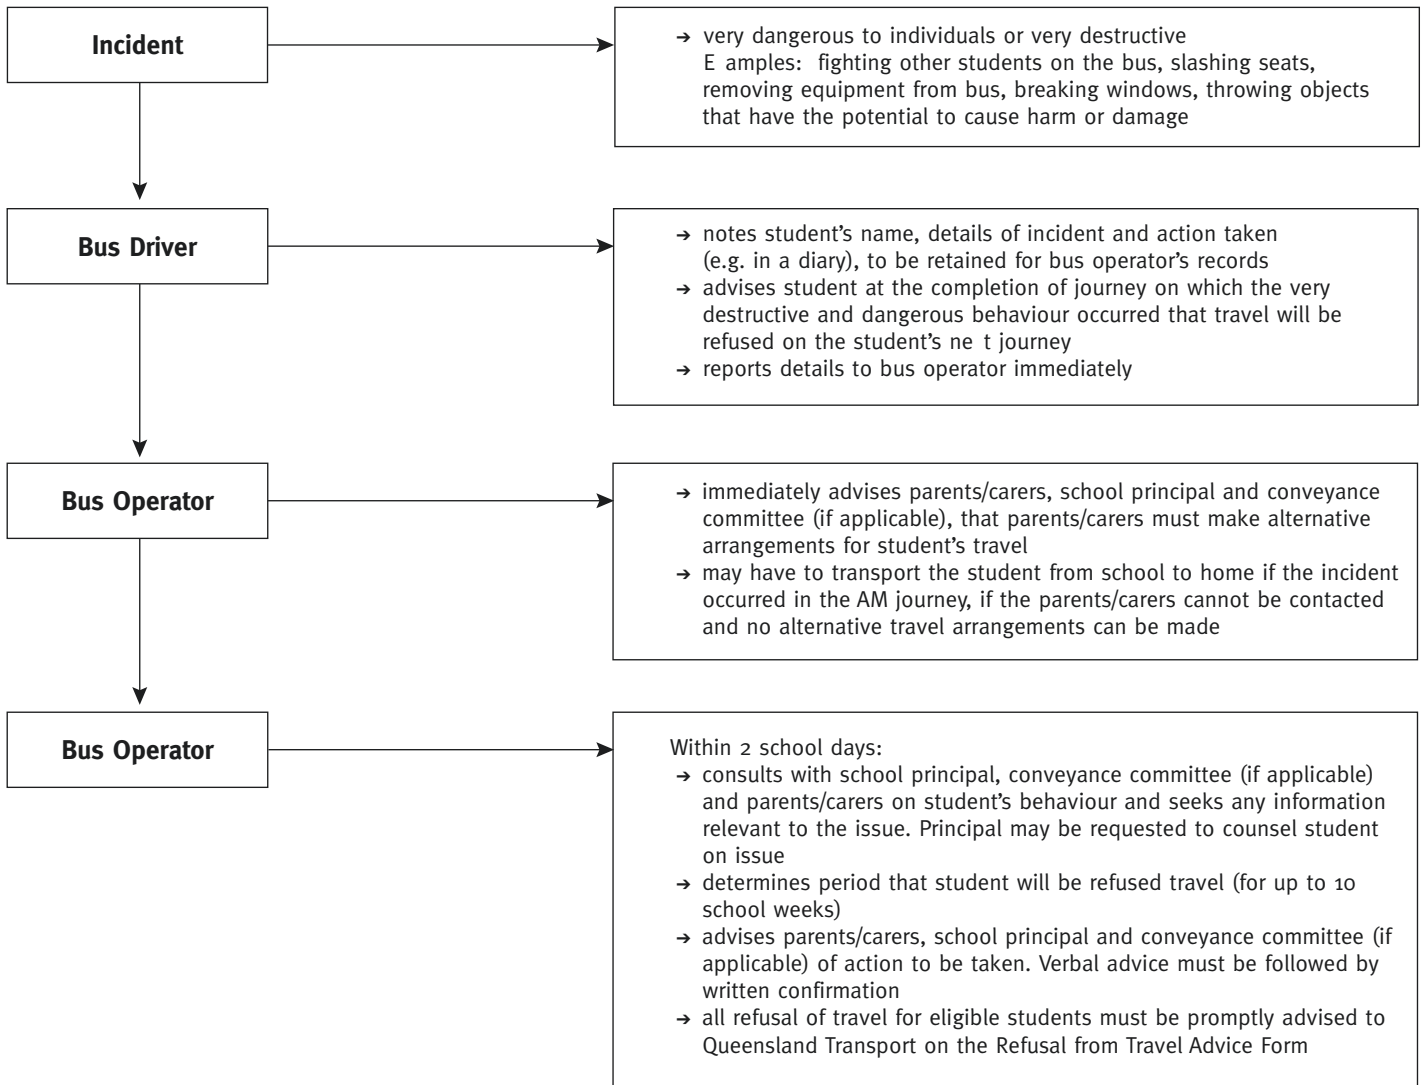 Incident
→ very dangerous to individuals or very destructive
E amples: fighting other students on the bus, slashing seats,
removing equipment from bus, breaking windows, throwing objects
that have the potential to cause harm or damage
Bus Driver
→ notes student's name, details of incident and action taken
(e.g. in a diary), to be retained for bus operator's records
→ advises student at the completion of journey on which the very
destructive and dangerous behaviour occurred that travel will be
refused on the student's ne t journey
→ reports details to bus operator immediately
Bus Operator
→ immediately advises parents/carers, school principal and conveyance
committee (if applicable), that parents/carers must make alternative
arrangements for student's travel
→ may have to transport the student from school to home if the incident
occurred in the AM journey, if the parents/carers cannot be contacted
and no alternative travel arrangements can be made
Bus Operator
Within 2 school days:
→ consults with school principal, conveyance committee (if applicable)
and parents/carers on student's behaviour and seeks any information
relevant to the issue. Principal may be requested to counsel student
on issue
→ determines period that student will be refused travel (for up to 10
school weeks)
→ advises parents/carers, school principal and conveyance committee (if
applicable) of action to be taken. Verbal advice must be followed by
written confirmation
→ all refusal of travel for eligible students must be promptly advised to
Queensland Transport on the Refusal from Travel Advice Form